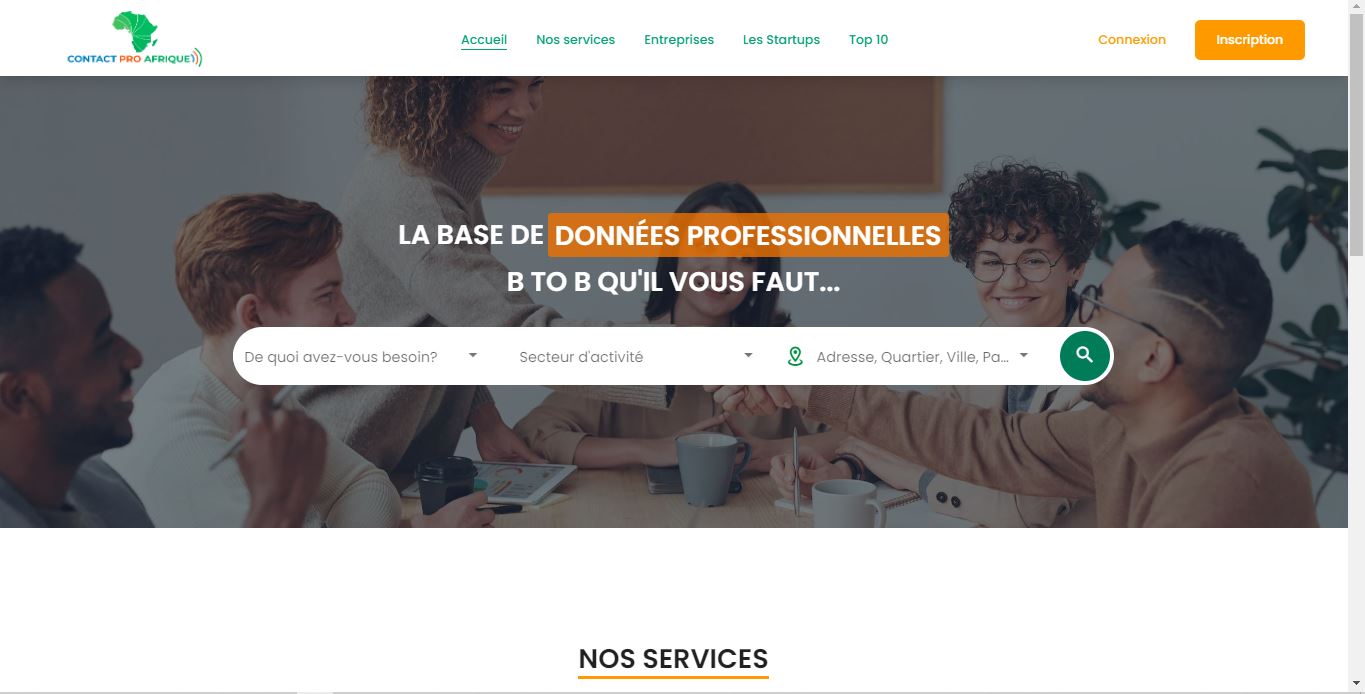 CONTACT PRO AFRIQUE
Accueil
Nos services
Entreprises
Les Startups
Top 10
Connexion
Inscription
LA BASE DE DONNÉES PROFESSIONNELLES
B TO B QU'IL VOUS FAUT...
De quoi avez-vous besoin?
Secteur d'activité
Adresse, Quartier, Ville, Pa...
NOS SERVICES